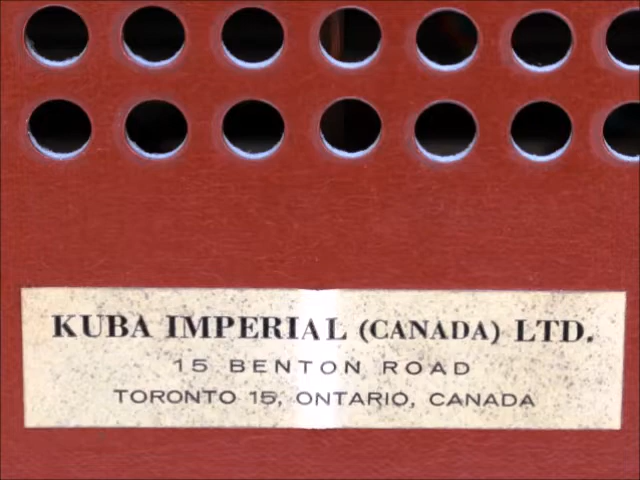 KUBA IMPERIAL (CANADA) LTD.
15 BENTON ROAD
TORONTO 15, ONTARIO, CANADA